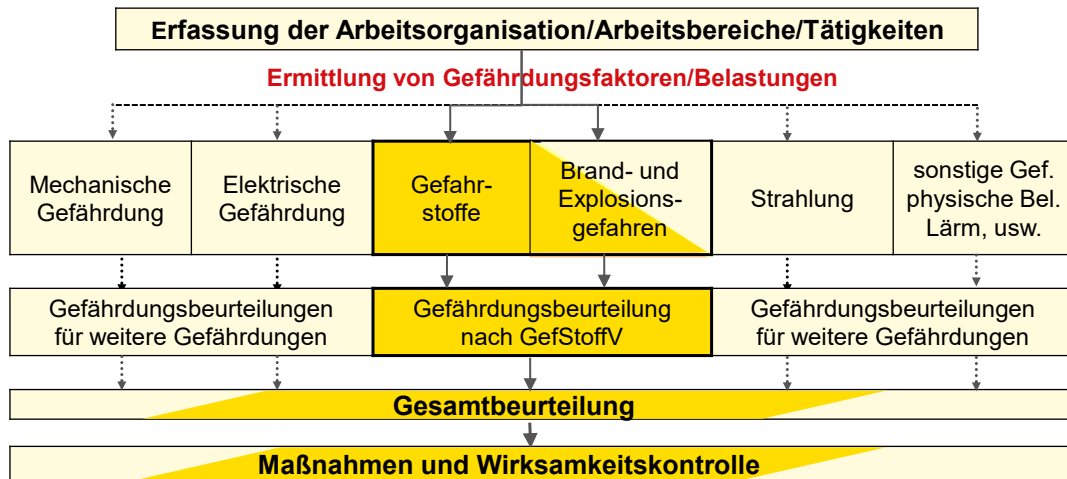 Erfassung der Arbeitsorganisation/Arbeitsbereiche/Tätigkeiten
Ermittlung von Gefährdungsfaktoren/Belastungen
Mechanische
Gefährdung
Elektrische
Gefährdung
Gefahr-
stoffe
Brand- und
Explosions-
gefahren
Strahlung
sonstige Gef.
physische Bel.
Lärm, usw.
Gefährdungsbeurteilungen
für weitere Gefährdungen
Gefährdungsbeurteilung
nach GefStoffV
Gefährdungsbeurteilungen
für weitere Gefährdungen
Gesamtbeurteilung
Maßnahmen und Wirksamkeitskontrolle